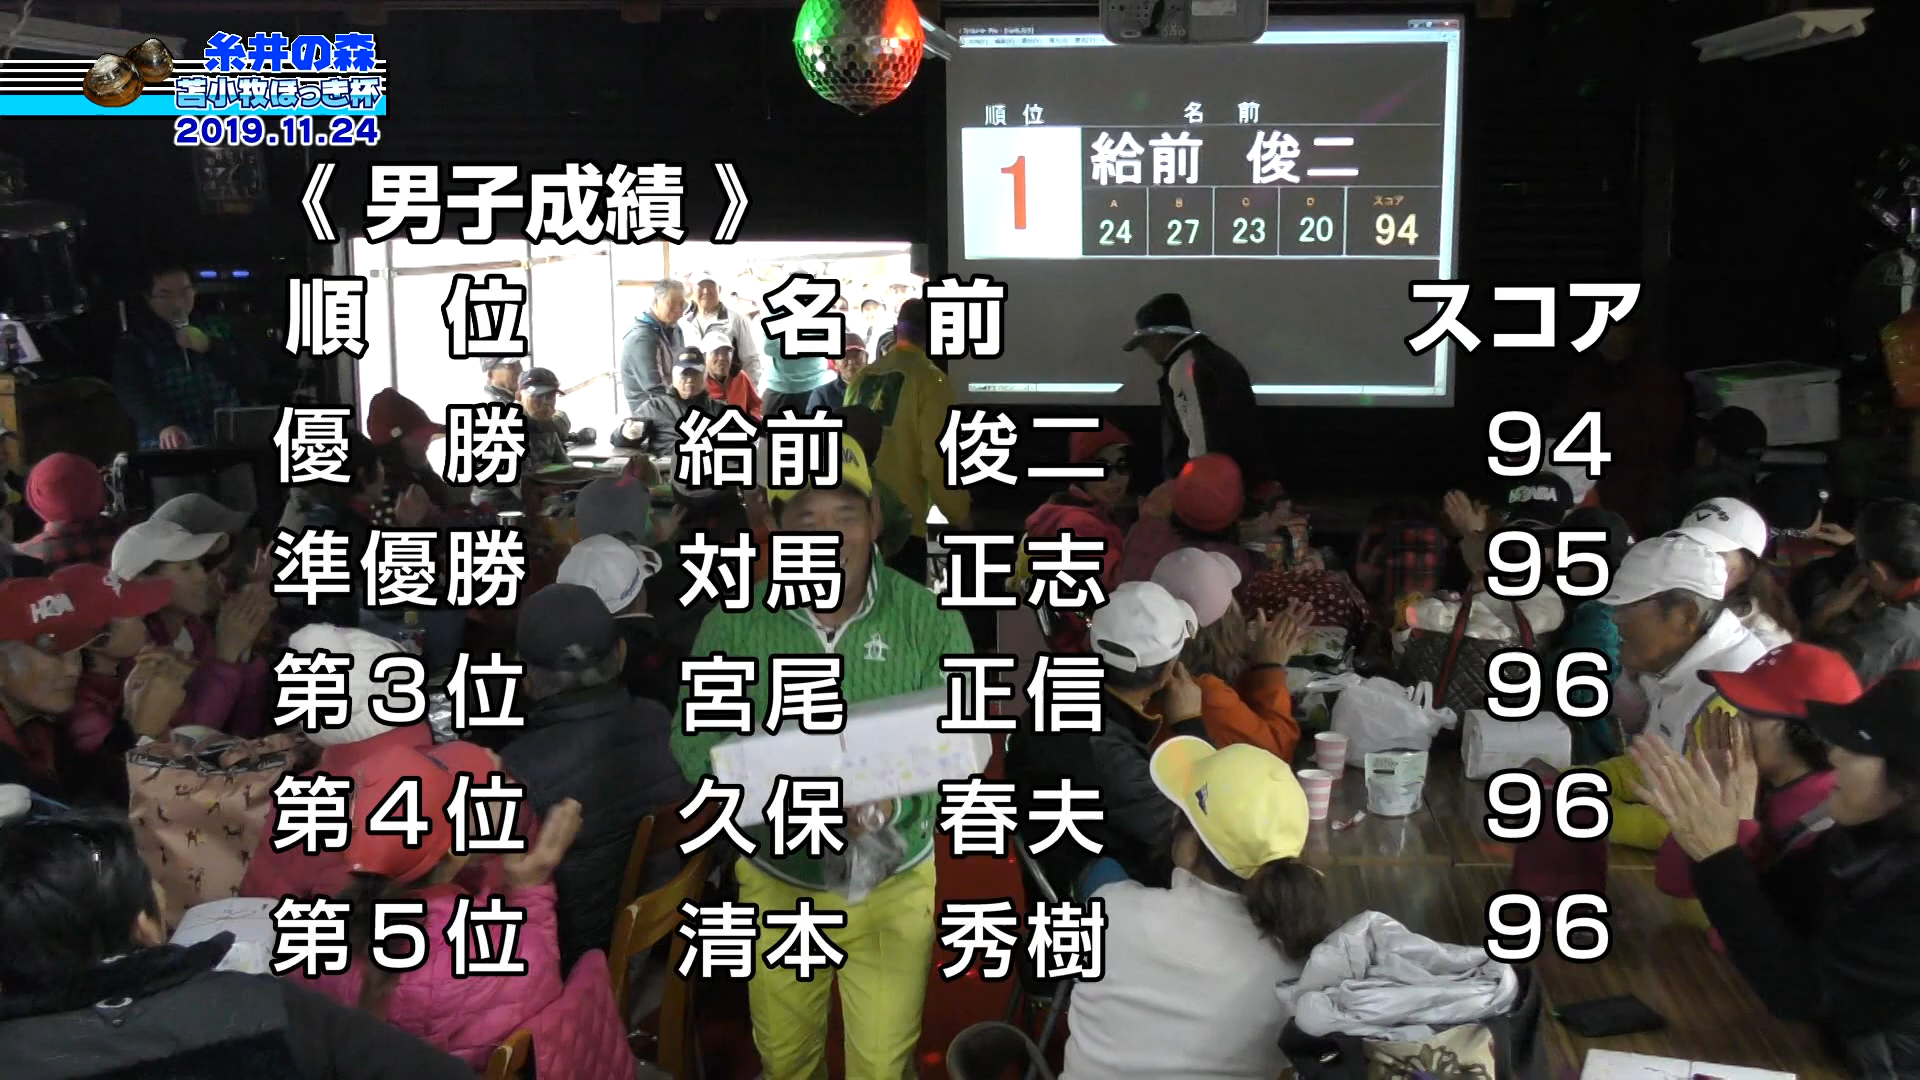 糸井の森
苫小牧ほっき杯
2019.11.24
順 位 名 前
1 給前 俊二
A B C D スコア
24 27 23 20 94
《 男子成績 》
順 位 名 前 スコア
優 勝 給前 俊二 94
準優勝 対馬 正志 95
第3位 宮尾 正信 96
第4位 久保 春夫 96
第5位 清本 秀樹 96
HONMA